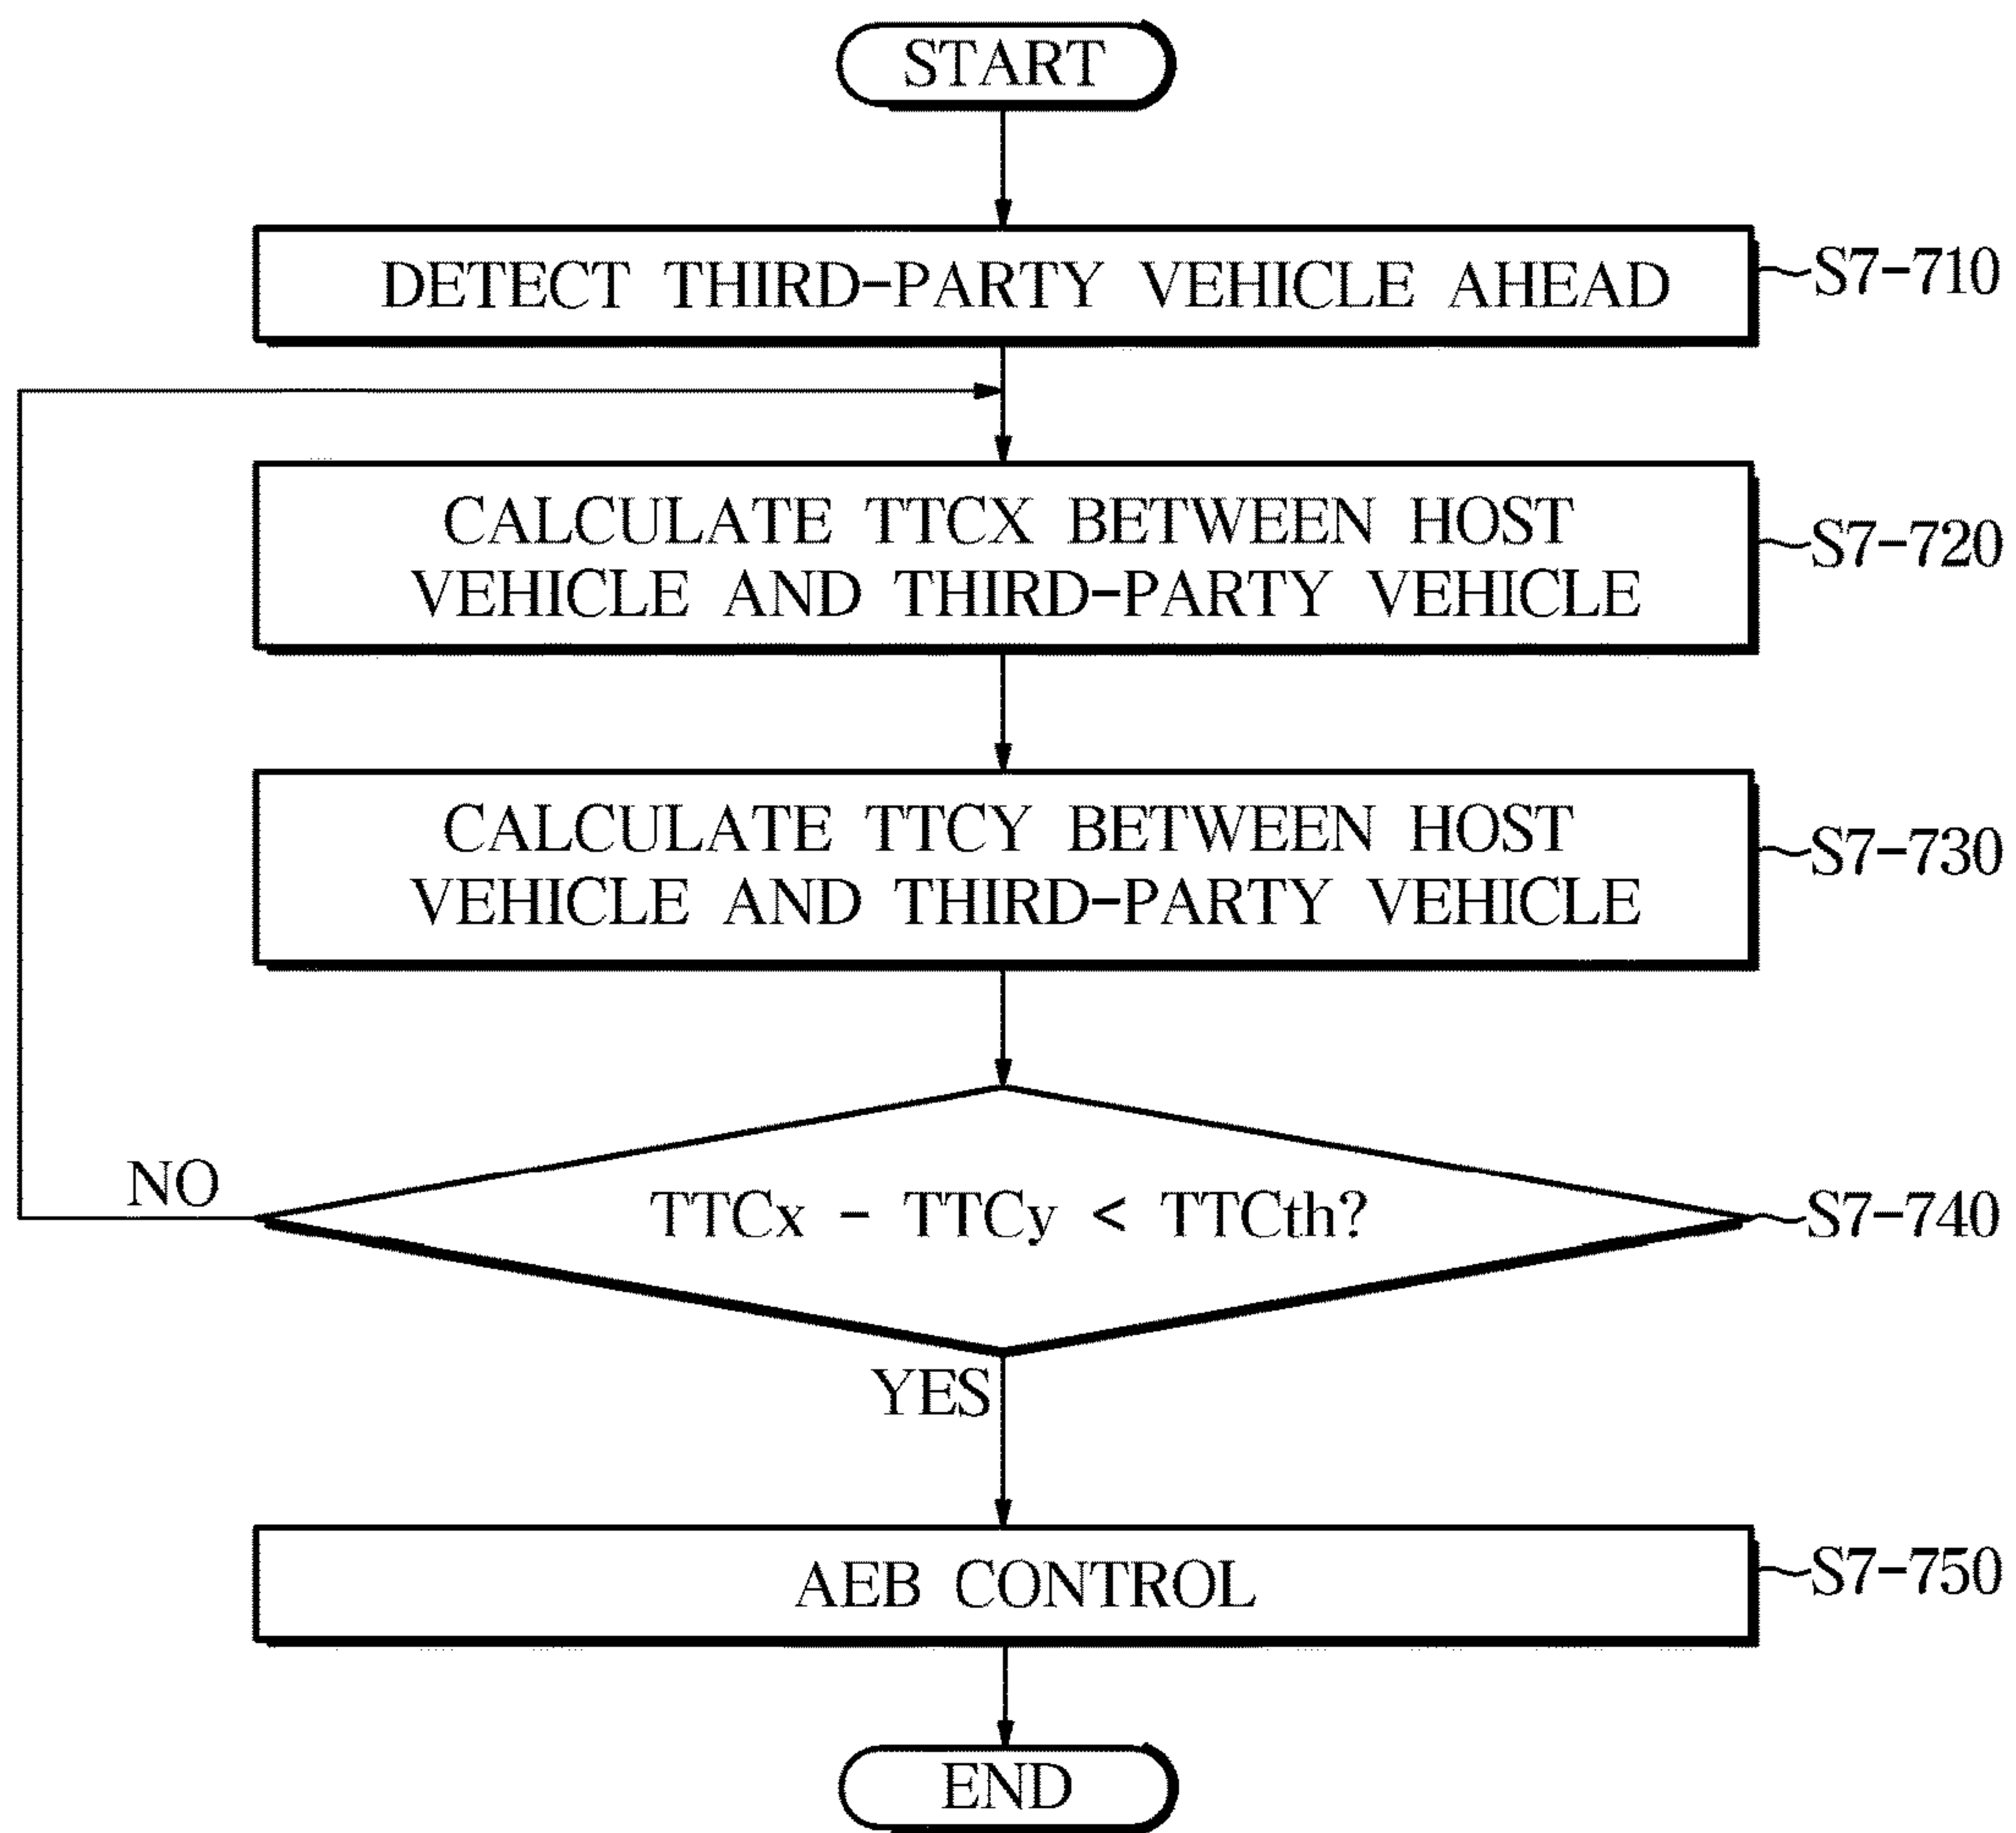 START
DETECT THIRD-PARTY VEHICLE AHEAD
S7-710
CALCULATE TTCX BETWEEN HOST
VEHICLE AND THIRD-PARTY VEHICLE
S7-720
CALCULATE TTCY BETWEEN HOST
VEHICLE AND THIRD-PARTY VEHICLE
S7-730
NO
TTCx - TTCy < TTCth?
S7-740
YES
AEB CONTROL
S7-750
END